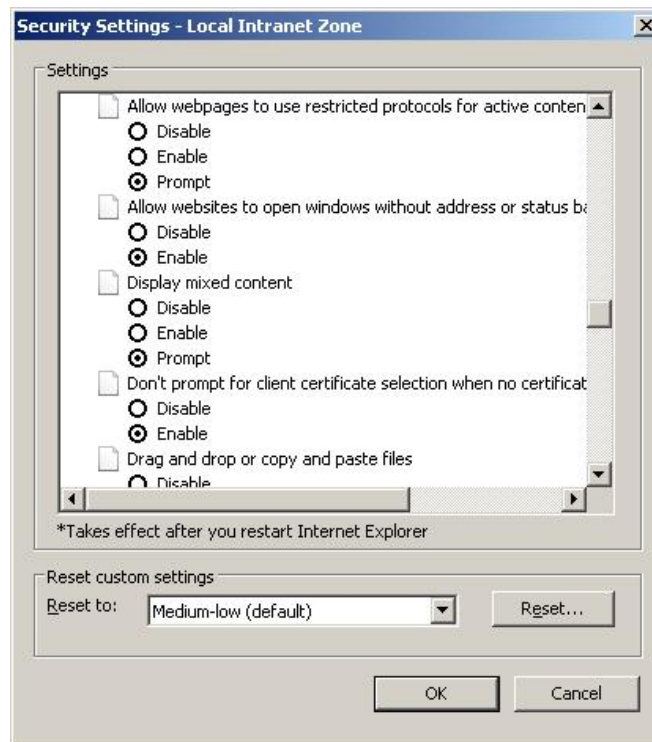 Security Settings - Local Intranet Zone
Settings
Allow webpages to use restricted protocols for active conten
Disable
Enable
Prompt
Allow websites to open windows without address or status ba
Disable
Enable
Display mixed content
Disable
Enable
Prompt
Don't prompt for client certificate selection when no certificat
Disable
Enable
Drag and drop or copy and paste files
Disable
*Takes effect after you restart Internet Explorer
Reset custom settings
Reset to: Medium-low (default) Reset...
OK Cancel